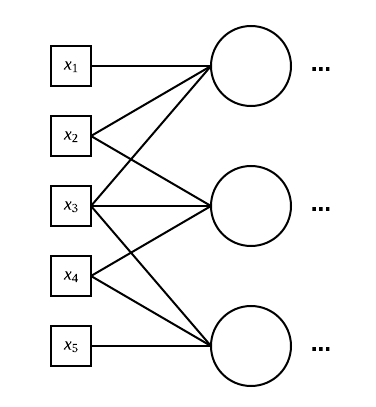 x₁ ...
x₂
x₃ ...
x₄
x₅ ...